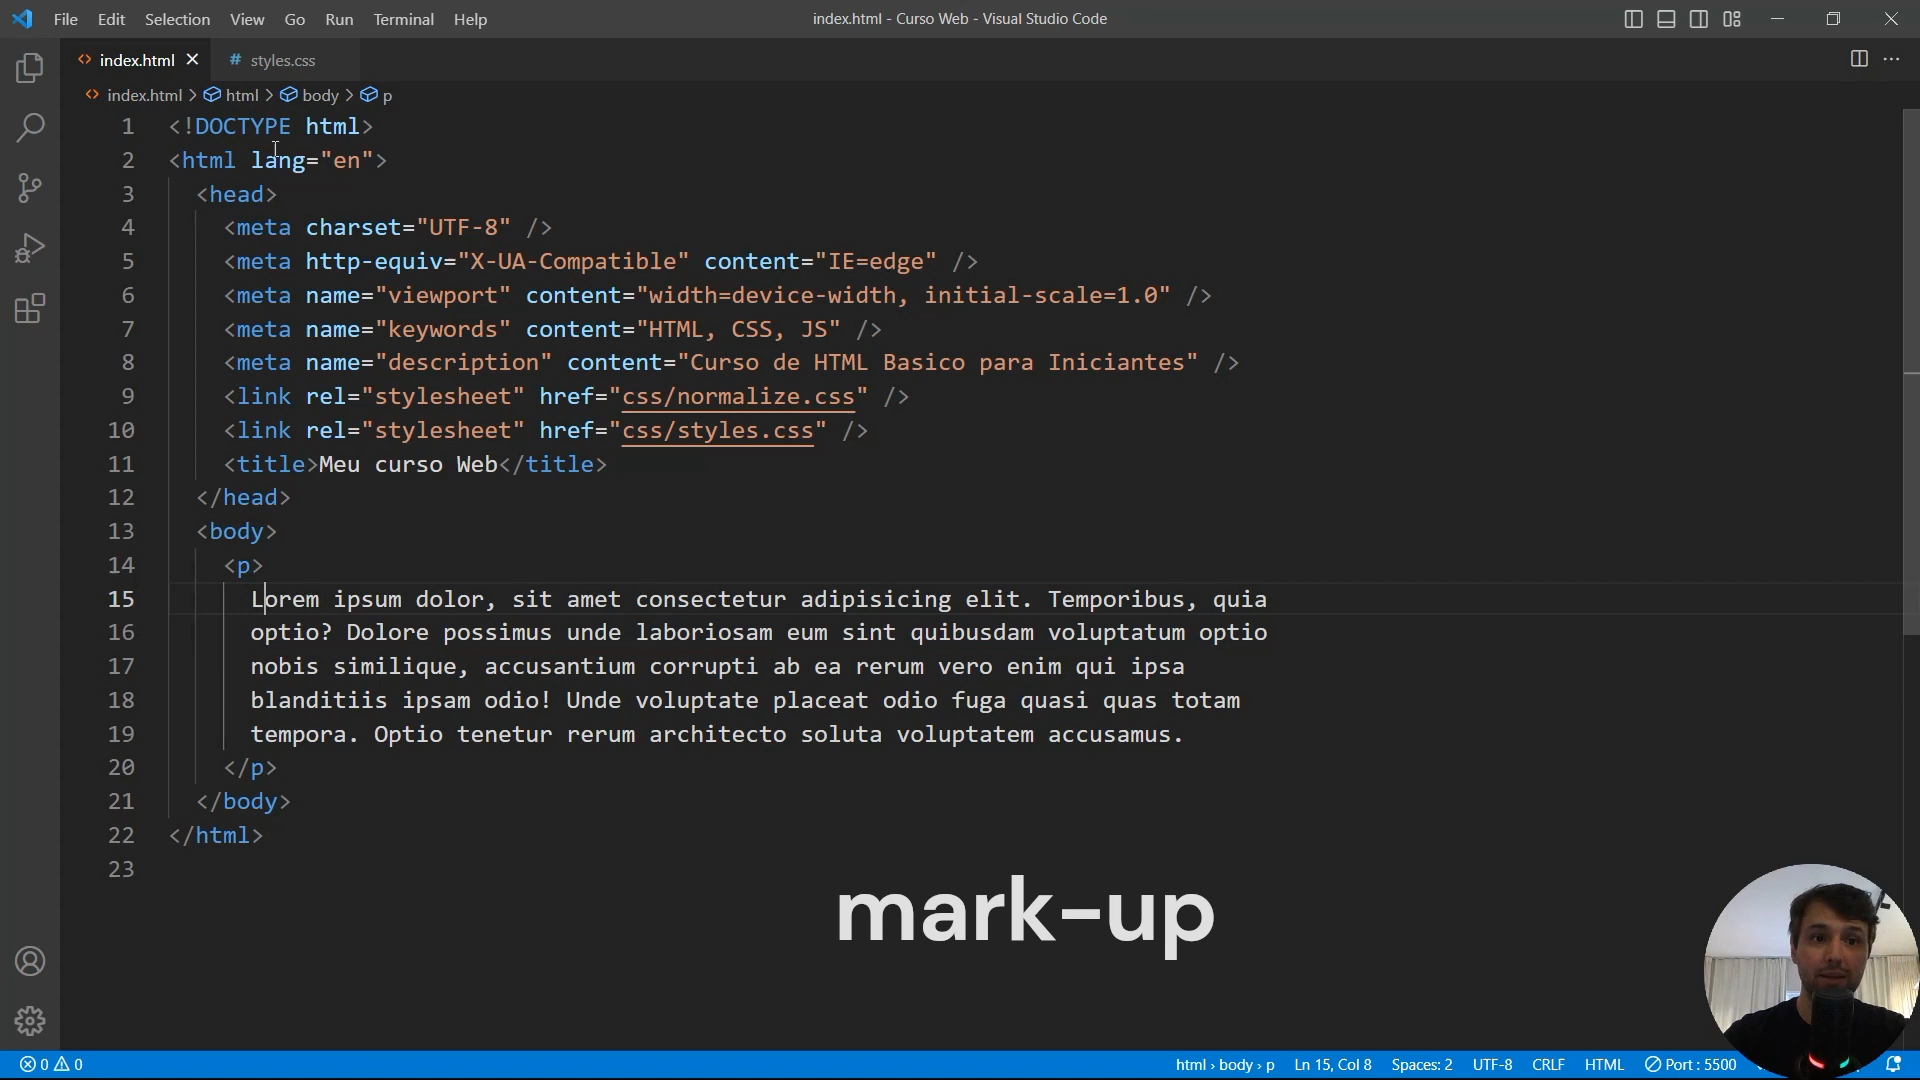 File Edit Selection View Go Run Terminal Help
index.html - Curso Web - Visual Studio Code
index.html
# styles.css
index.html > html > body > p
1 <!DOCTYPE html>
2 <html lang="en">
3 <head>
4 <meta charset="UTF-8" />
5 <meta http-equiv="X-UA-Compatible" content="IE=edge" />
6 <meta name="viewport" content="width=device-width, initial-scale=1.0" />
7 <meta name="keywords" content="HTML, CSS, JS" />
8 <meta name="description" content="Curso de HTML Basico para Iniciantes" />
9 <link rel="stylesheet" href="css/normalize.css" />
10 <link rel="stylesheet" href="css/styles.css" />
11 <title>Meu curso Web</title>
12 </head>
13 <body>
14 <p>
15 Lorem ipsum dolor, sit amet consectetur adipisicing elit. Temporibus, quia
16 optio? Dolore possimus unde laboriosam eum sint quibusdam voluptatum optio
17 nobis similique, accusantium corrupti ab ea rerum vero enim qui ipsa
18 blanditiis ipsam odio! Unde voluptate placeat odio fuga quasi quas totam
19 tempora. Optio tenetur rerum architecto soluta voluptatem accusamus.
20 </p>
21 </body>
22 </html>
23
mark-up
0 0
html › body › p Ln 15, Col 8 Spaces: 2 UTF-8 CRLF HTML Port : 5500